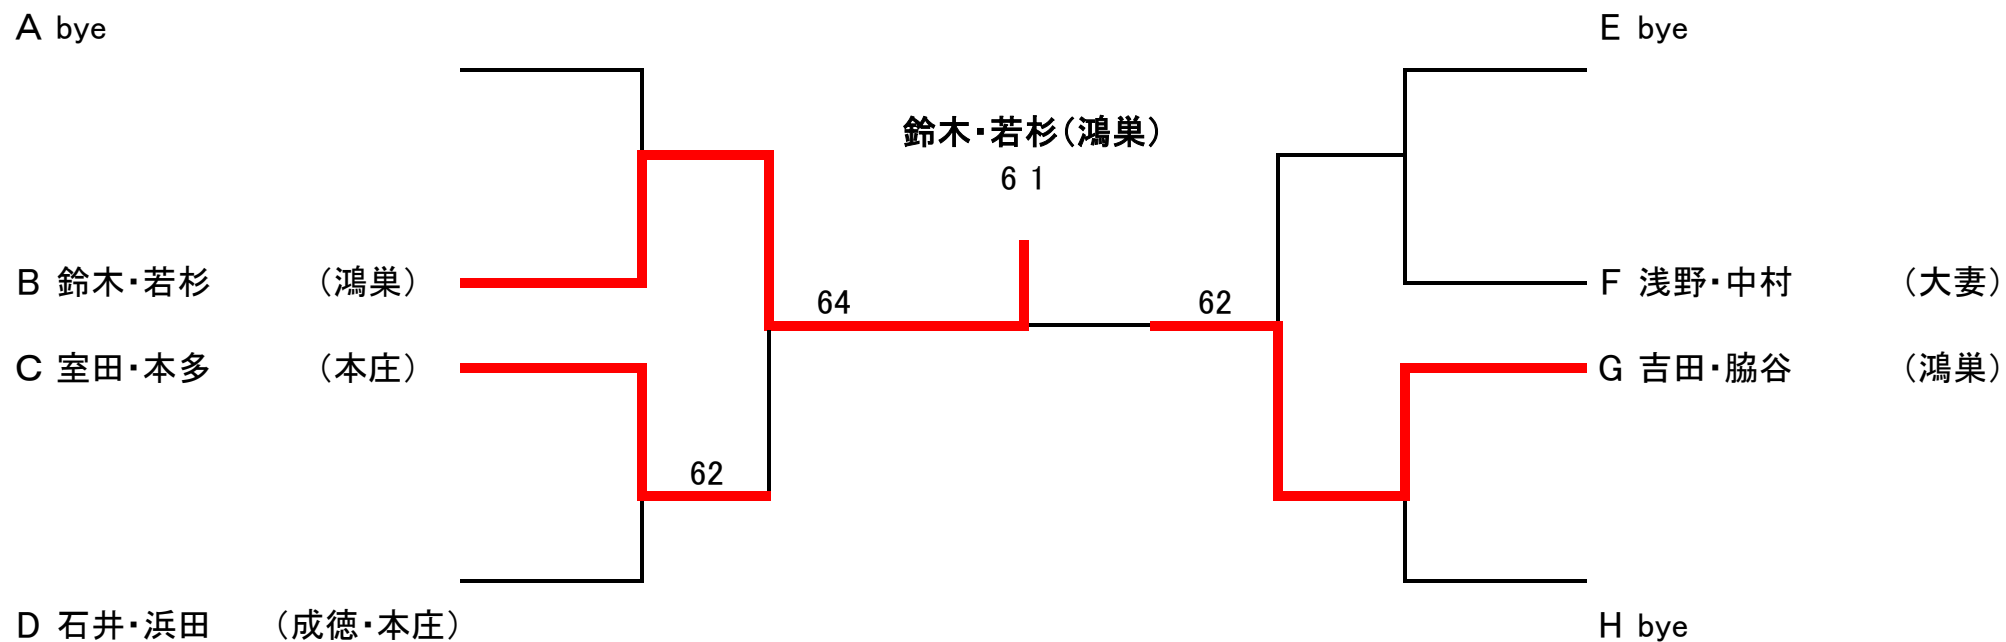 A bye
B 鈴木・若杉 (鴻巣)
C 室田・本多 (本庄)
D 石井・浜田 (成徳・本庄)
62
64
鈴木・若杉(鴻巣)
6 1
62
E bye
F 浅野・中村 (大妻)
G 吉田・脇谷 (鴻巣)
H bye